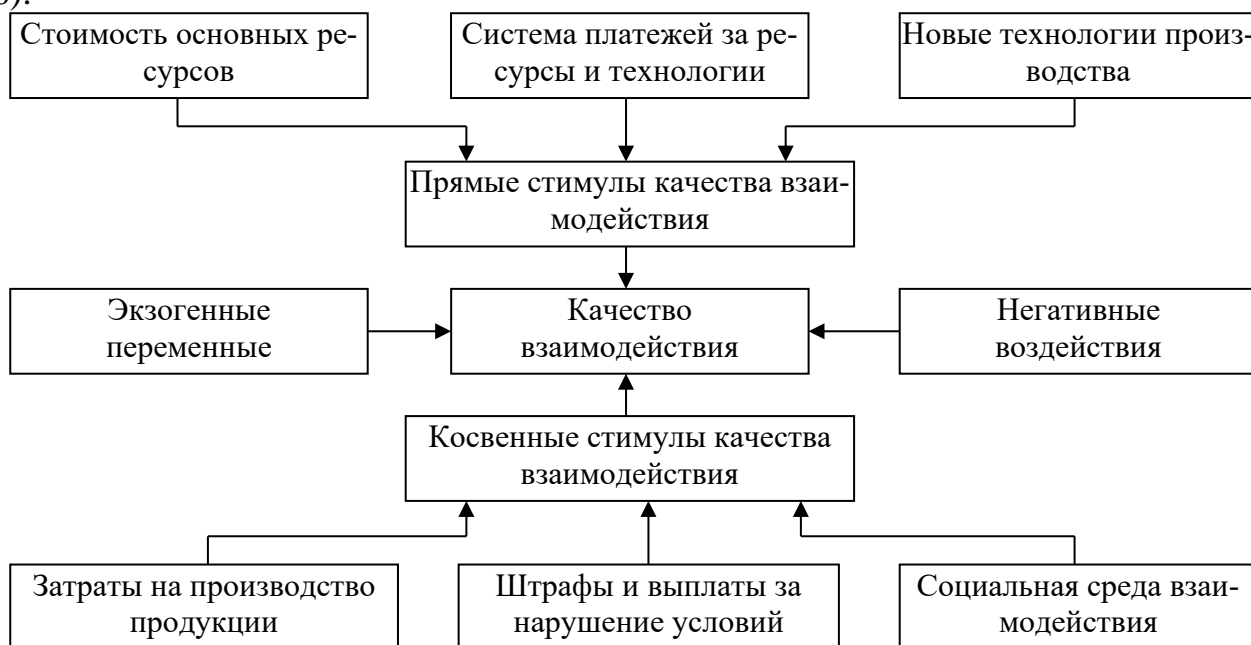 Стоимость основных ре-
сурсов
Система платежей за ре-
сурсы и технологии
Новые технологии произ-
водства
Прямые стимулы качества взаи-
модействия
Экзогенные
переменные
Качество
взаимодействия
Негативные
воздействия
Косвенные стимулы качества
взаимодействия
Затраты на производство
продукции
Штрафы и выплаты за
нарушение условий
Социальная среда взаи-
модействия